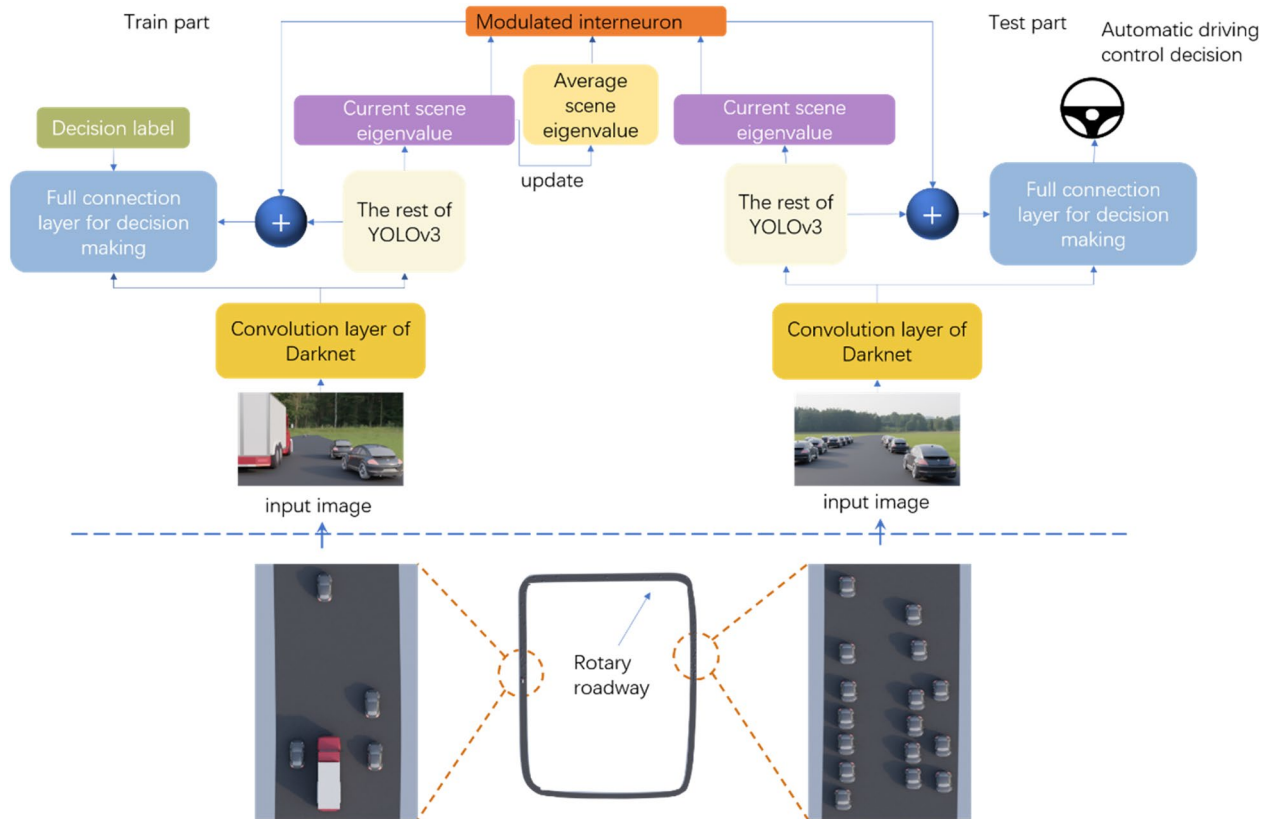 Train part
Modulated interneuron
Test part
Automatic driving
control decision
Decision label
Current scene
eigenvalue
Average
scene
eigenvalue
Current scene
eigenvalue
update
Full connection
layer for decision
making
+
The rest of
YOLOv3
The rest of
YOLOv3
+
Full connection
layer for decision
making
Convolution layer of
Darknet
Convolution layer of
Darknet
input image
input image
Rotary
roadway